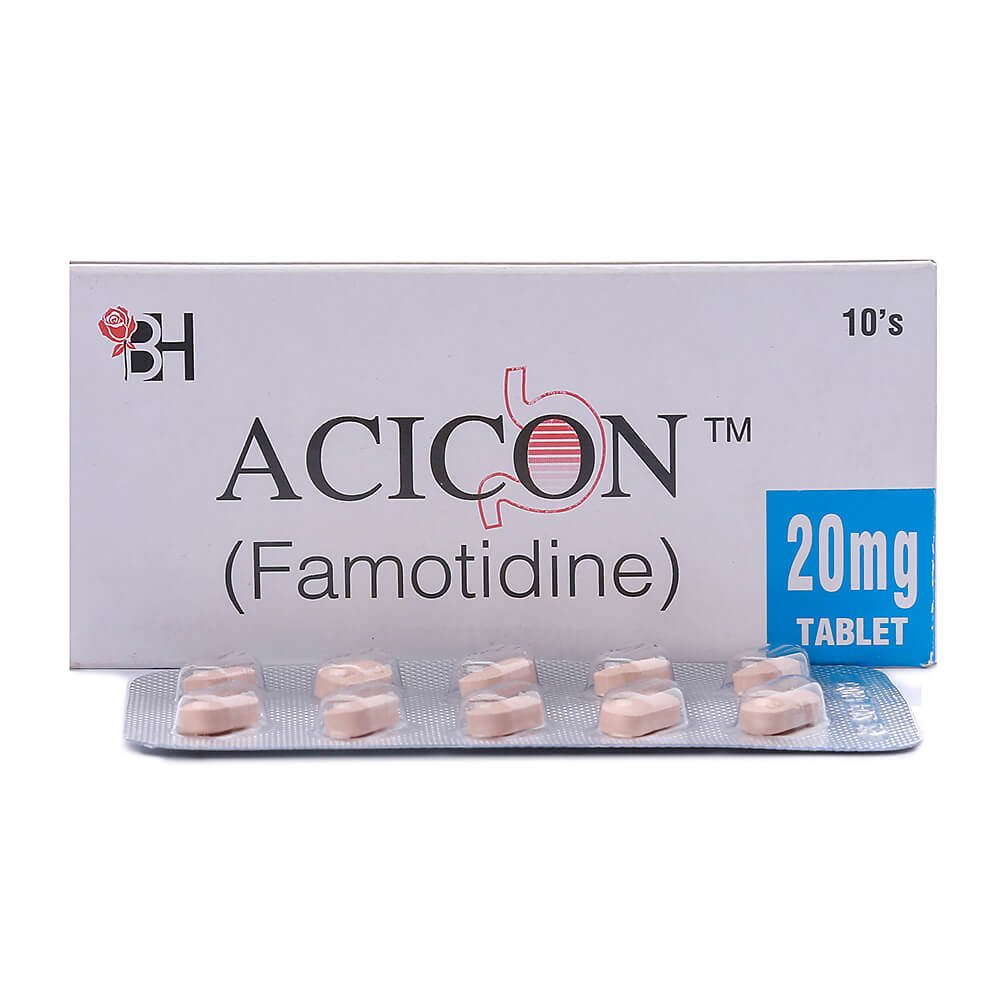 BH
10's
ACICON™
(Famotidine)
20mg
TABLET